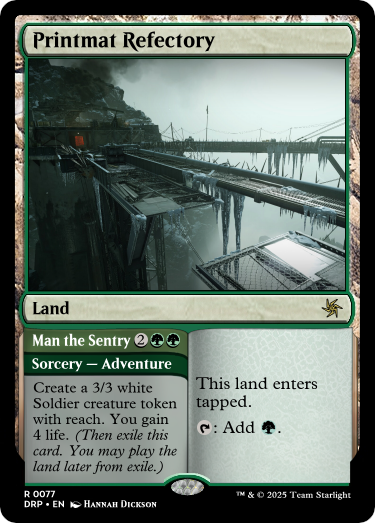 Printmat Refectory
Land
Man the Sentry 2
Sorcery — Adventure
Create a 3/3 white
Soldier creature token
with reach. You gain
4 life. (Then exile this
card. You may play the
land later from exile.)
This land enters
tapped.
: Add .
R 0077
DRP • EN Hannah Dickson
™ & © 2025 Team Starlight